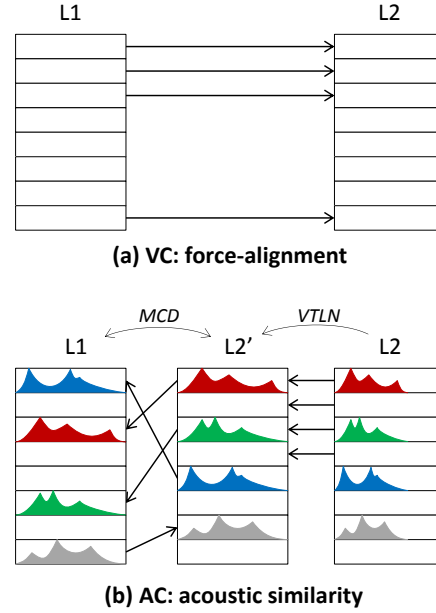 L1 L2
(a) VC: force-alignment
MCD VTLN
L1 L2’ L2
(b) AC: acoustic similarity